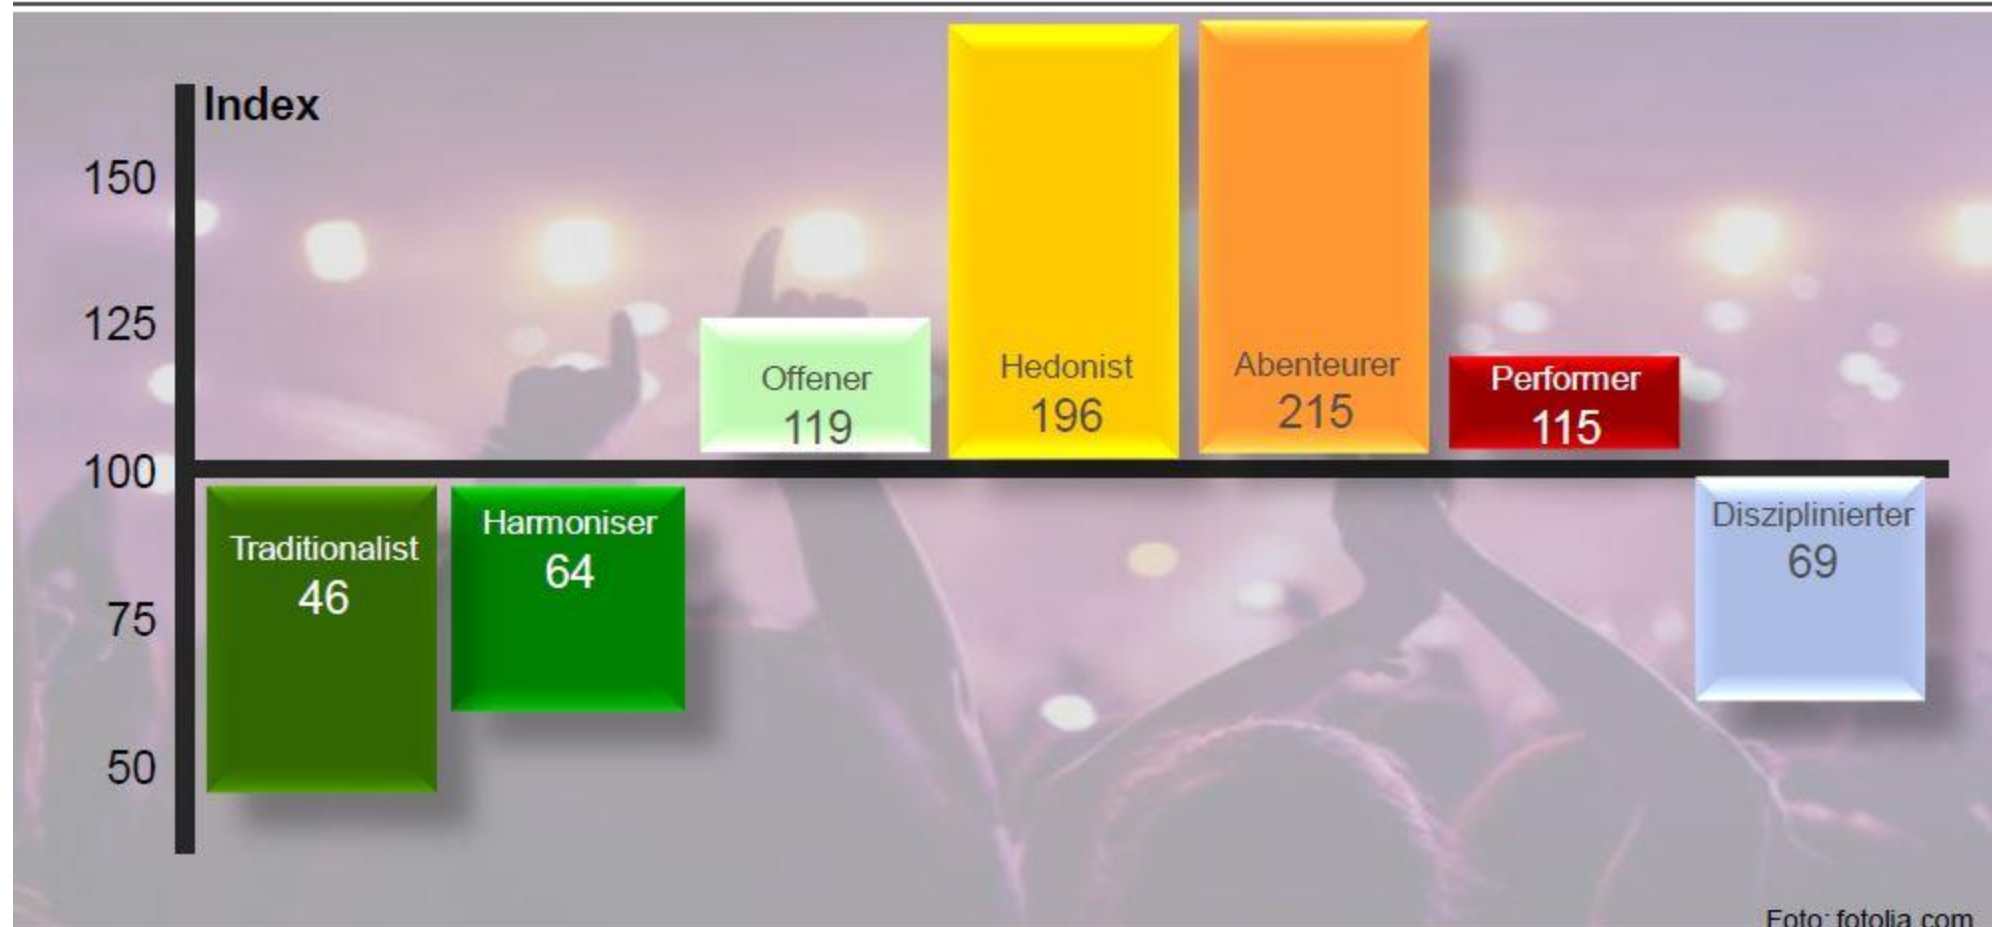 Index
150
125
100
75
50
Traditionalist
46
Harmoniser
64
Offener
119
Hedonist
196
Abenteurer
215
Performer
115
Disziplinierter
69
Foto: fotolia.com